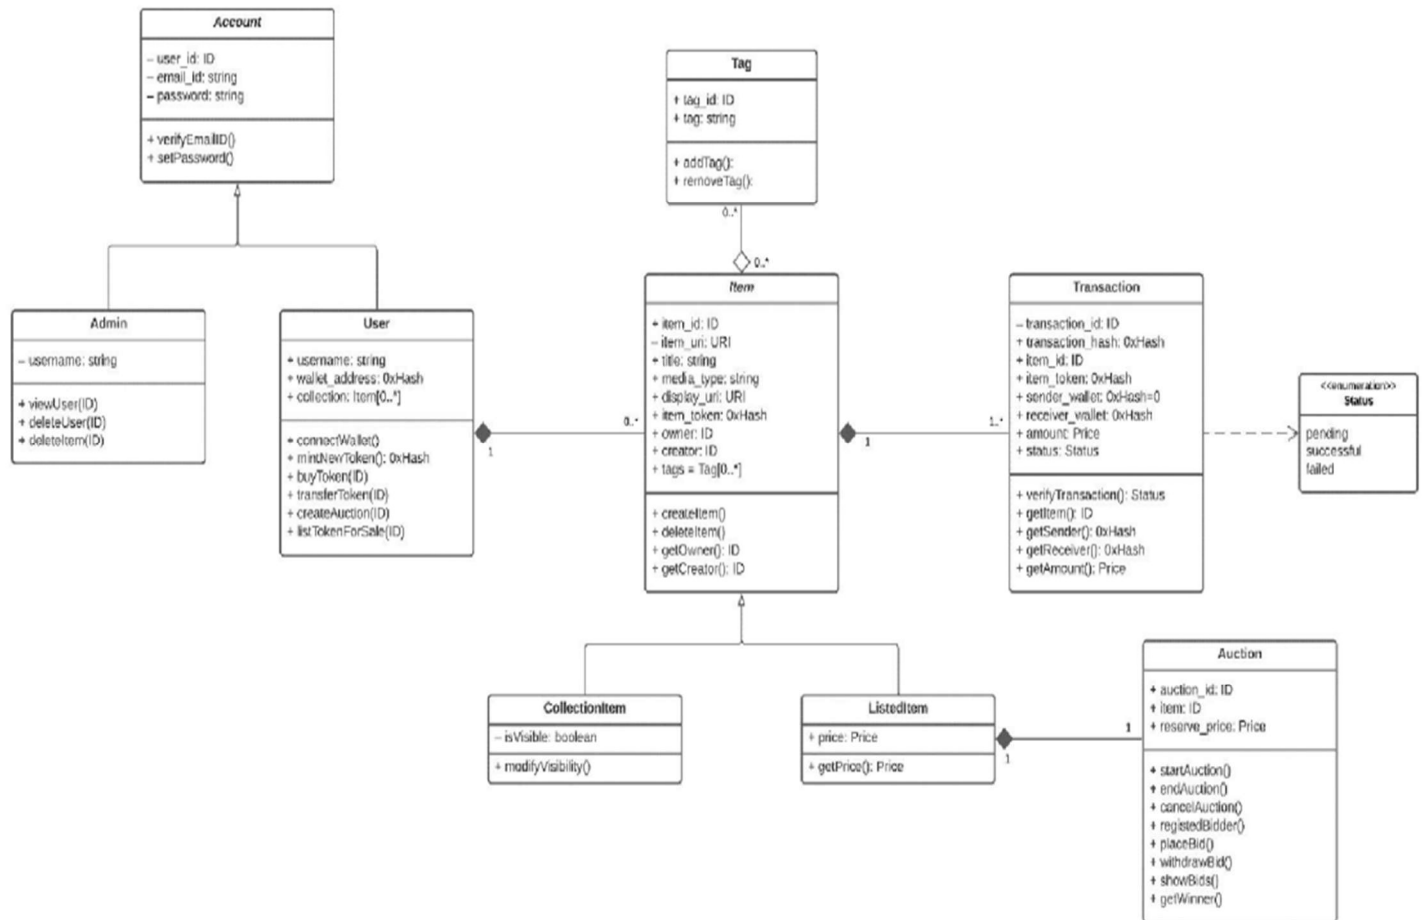 Account
– user_id: ID
– email_id: string
– password: string
+ verifyEmailID()
+ setPassword()
Tag
+ tag_id: ID
+ tag: string
+ addTag():
+ removeTag():
0..*
0..*
Admin
– username: string
+ viewUser(ID)
+ deleteUser(ID)
+ deleteItem(ID)
User
+ username: string
+ wallet_address: 0xHash
+ collection: Item[0..*]
+ connectWallet()
+ mintNewToken(): 0xHash
+ buyToken(ID)
+ transferToken(ID)
+ createAuction(ID)
+ listTokenForSale(ID)
1
0..*
Item
+ item_id: ID
– item_uri: URI
+ title: string
+ media_type: string
+ display_uri: URI
+ item_token: 0xHash
+ owner: ID
+ creator: ID
+ tags = Tag[0..*]
+ createItem()
+ deleteItem()
+ getOwner(): ID
+ getCreator(): ID
1
1..*
Transaction
– transaction_id: ID
+ transaction_hash: 0xHash
+ item_id: ID
+ item_token: 0xHash
+ sender_wallet: 0xHash=0
+ receiver_wallet: 0xHash
+ amount: Price
+ status: Status
+ verifyTransaction(): Status
+ getItem(): ID
+ getSender(): 0xHash
+ getReceiver(): 0xHash
+ getAmount(): Price
<<enumeration>>
Status
pending
successful
failed
CollectionItem
– isVisible: boolean
+ modifyVisibility()
ListedItem
+ price: Price
+ getPrice(): Price
1
1
Auction
+ auction_id: ID
+ item: ID
+ reserve_price: Price
+ startAuction()
+ endAuction()
+ cancelAuction()
+ registedBidder()
+ placeBid()
+ withdrawBid()
+ showBids()
+ getWinner()